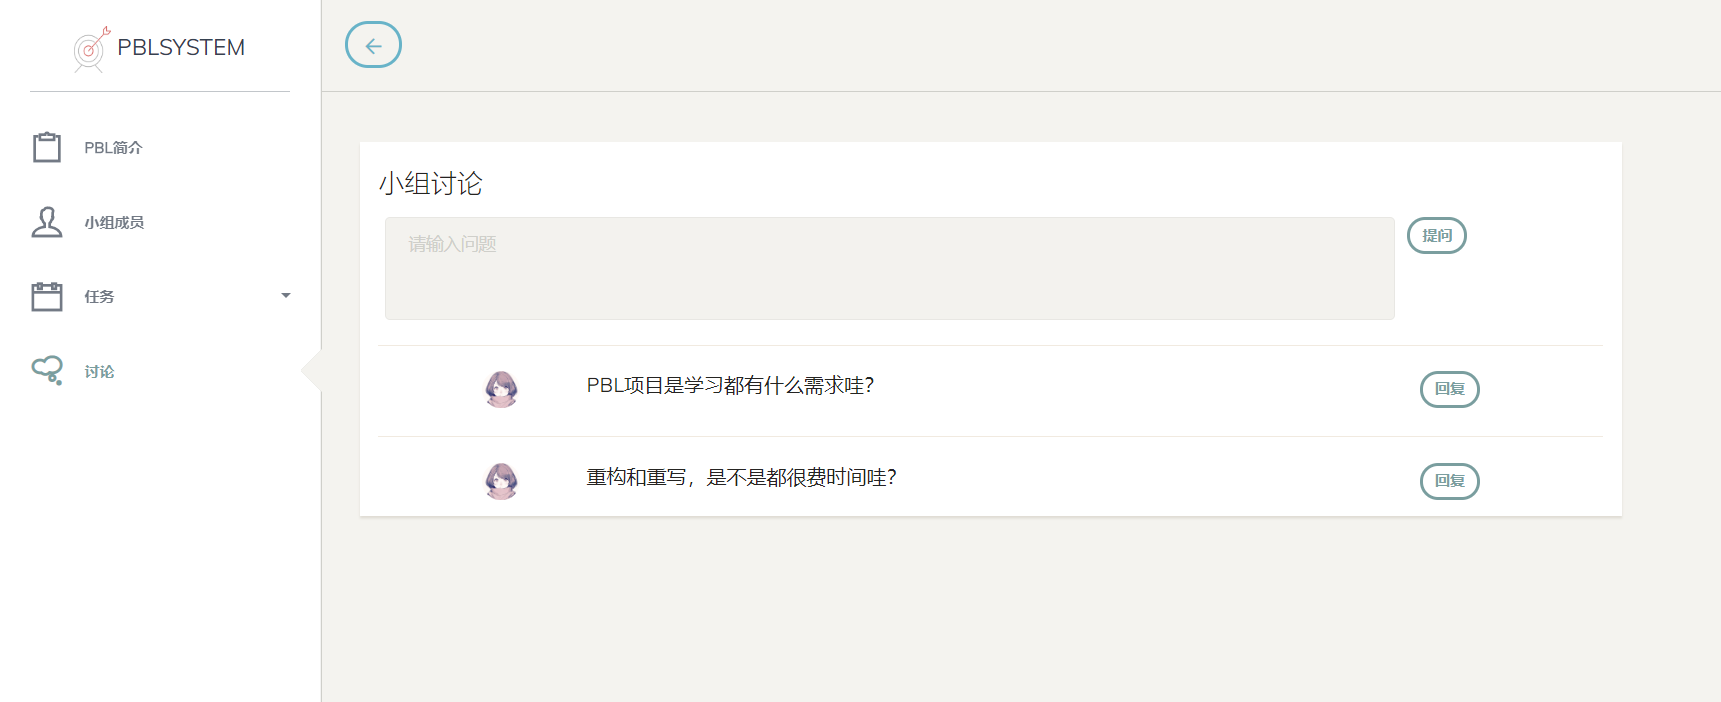 PBLSYSTEM
PBL简介
小组成员
任务
讨论
小组讨论
请输入问题
提问
PBL项目是学习都有什么需求哇?
回复
重构和重写，是不是都很费时间哇?
回复